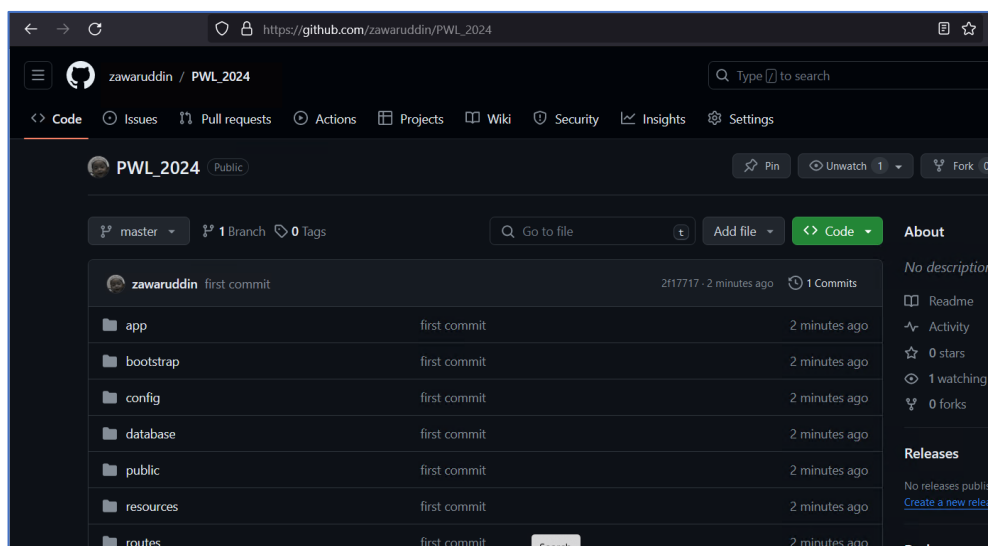 https://github.com/zawaruddin/PWL_2024
zawaruddin / PWL_2024
Type / to search
Code Issues Pull requests Actions Projects Wiki Security Insights Settings
PWL_2024 Public
Pin Unwatch 1 Fork 0
master 1 Branch 0 Tags Go to file t Add file Code
About
No description
zawaruddin first commit 2f17717 · 2 minutes ago 1 Commits
Readme
app first commit 2 minutes ago
Activity
bootstrap first commit 2 minutes ago
0 stars
1 watching
config first commit 2 minutes ago
0 forks
database first commit 2 minutes ago
Releases
public first commit 2 minutes ago
No releases publis
Create a new relea
resources first commit 2 minutes ago
routes first commit 2 minutes ago